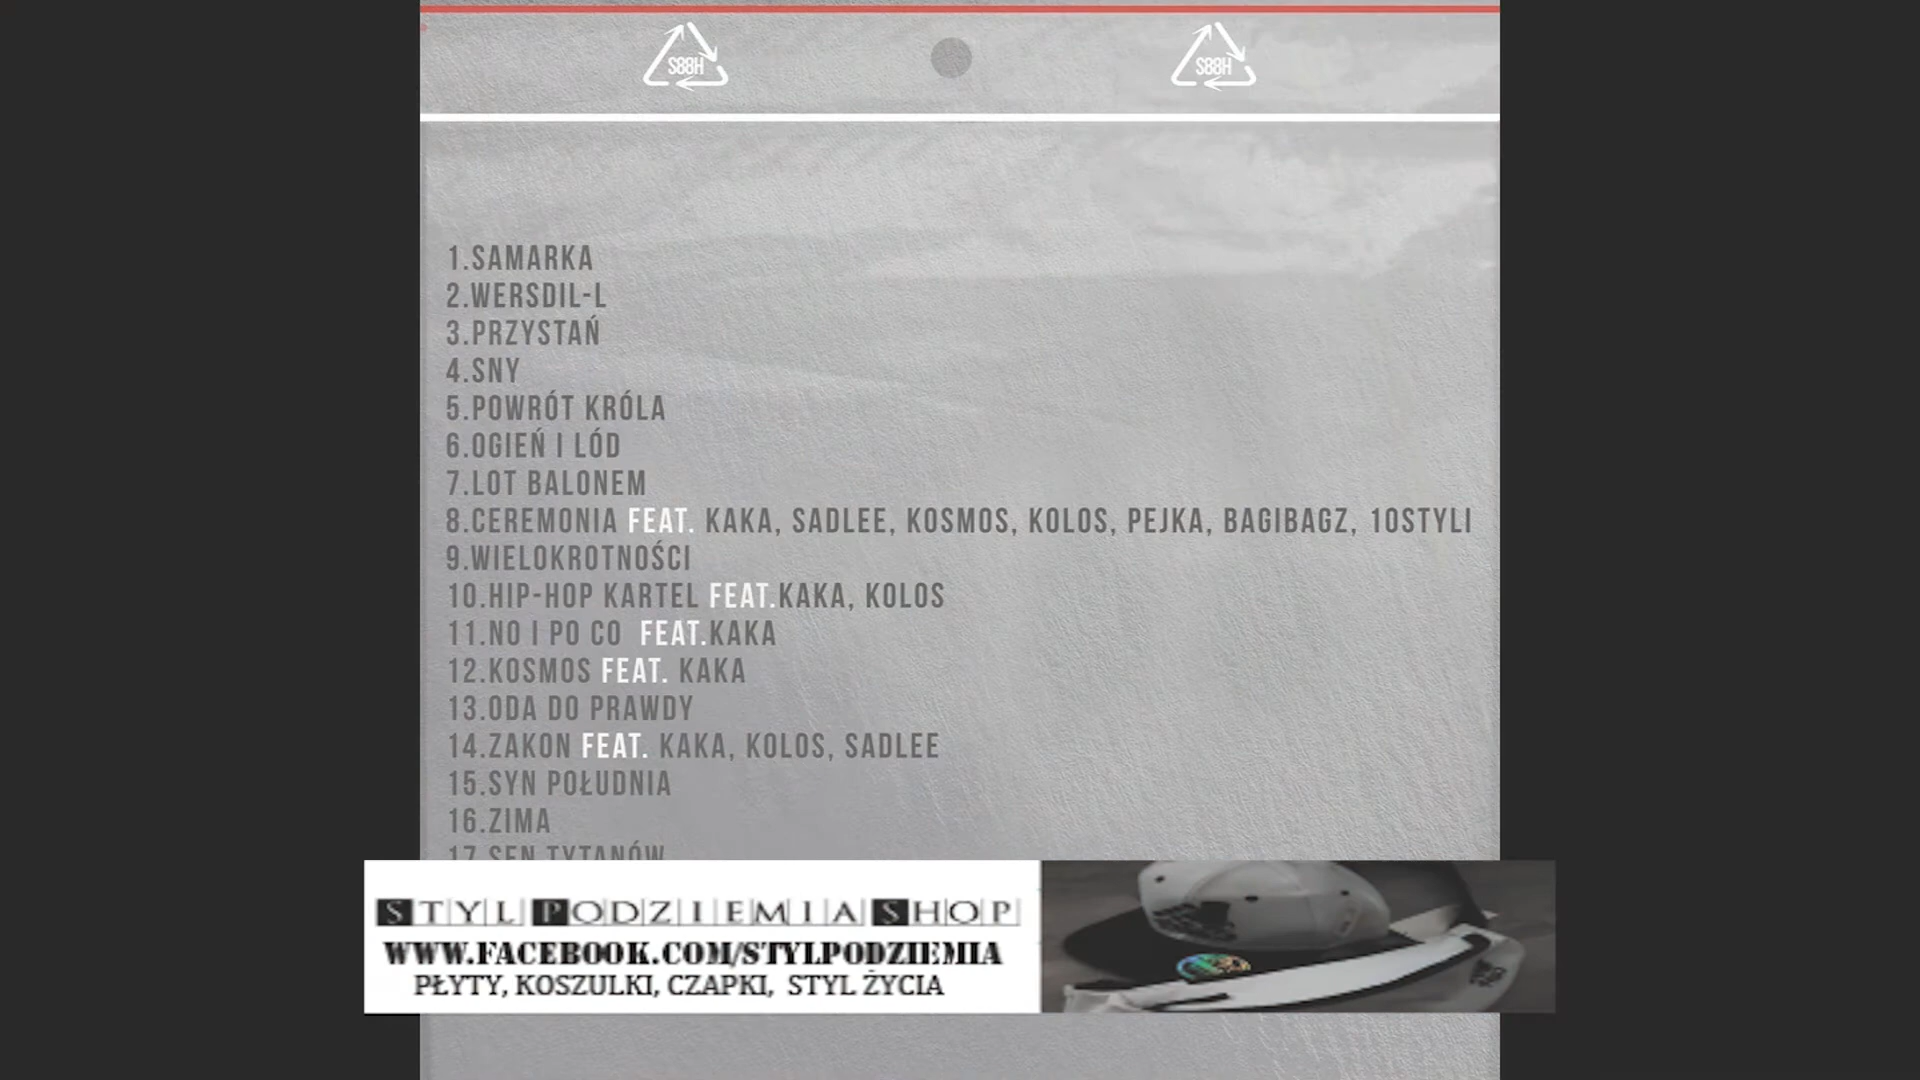 S88H S88H
1.SAMARKA
2.WERSDIL-L
3.PRZYSTAŃ
4.SNY
5.POWRÓT KRÓLA
6.OGIEŃ I LÓD
7.LOT BALONEM
8.CEREMONIA FEAT. KAKA, SADLEE, KOSMOS, KOLOS, PEJKA, BAGIBAGZ, 10STYLI
9.WIELOKROTNOŚCI
10.HIP-HOP KARTEL FEAT.KAKA, KOLOS
11.NO I PO CO FEAT.KAKA
12.KOSMOS FEAT. KAKA
13.ODA DO PRAWDY
14.ZAKON FEAT. KAKA, KOLOS, SADLEE
15.SYN POŁUDNIA
16.ZIMA
17.SEN TYTANÓW
STYL PODZIEMIA SHOP
WWW.FACEBOOK.COM/STYLPODZIEMIA
PŁYTY, KOSZULKI, CZAPKI, STYL ŻYCIA